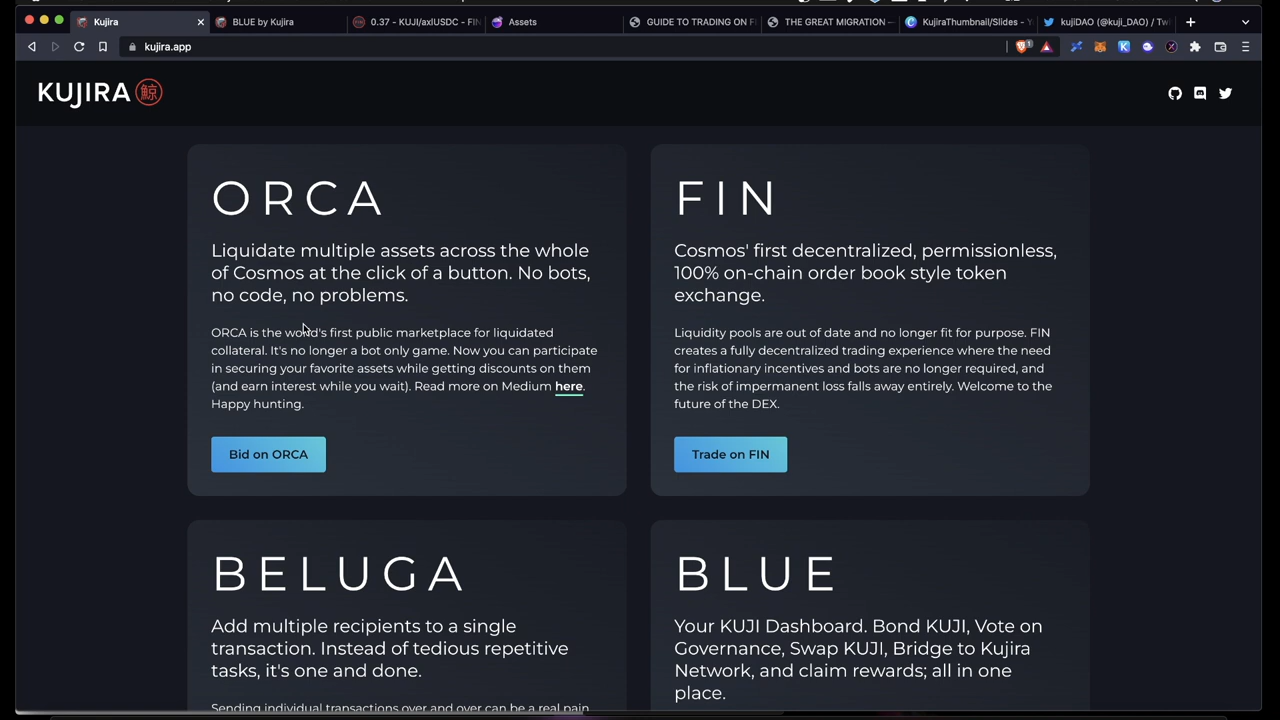 Kujira
BLUE by Kujira
0.37 - KUJI/axlUSDC - FIN
Assets
GUIDE TO TRADING ON F
THE GREAT MIGRATION —
KujiraThumbnail/Slides -
kujiDAO (@kuji_DAO) / Tw
kujira.app
KUJIRA 鯨
ORCA
Liquidate multiple assets across the whole
of Cosmos at the click of a button. No bots,
no code, no problems.
ORCA is the world's first public marketplace for liquidated
collateral. It's no longer a bot only game. Now you can participate
in securing your favorite assets while getting discounts on them
(and earn interest while you wait). Read more on Medium here.
Happy hunting.
Bid on ORCA
FIN
Cosmos' first decentralized, permissionless,
100% on-chain order book style token
exchange.
Liquidity pools are out of date and no longer fit for purpose. FIN
creates a fully decentralized trading experience where the need
for inflationary incentives and bots are no longer required, and
the risk of impermanent loss falls away entirely. Welcome to the
future of the DEX.
Trade on FIN
BELUGA
Add multiple recipients to a single
transaction. Instead of tedious repetitive
tasks, it's one and done.
Sending individual transactions over and over can be a real pain
BLUE
Your KUJI Dashboard. Bond KUJI, Vote on
Governance, Swap KUJI, Bridge to Kujira
Network, and claim rewards; all in one
place.